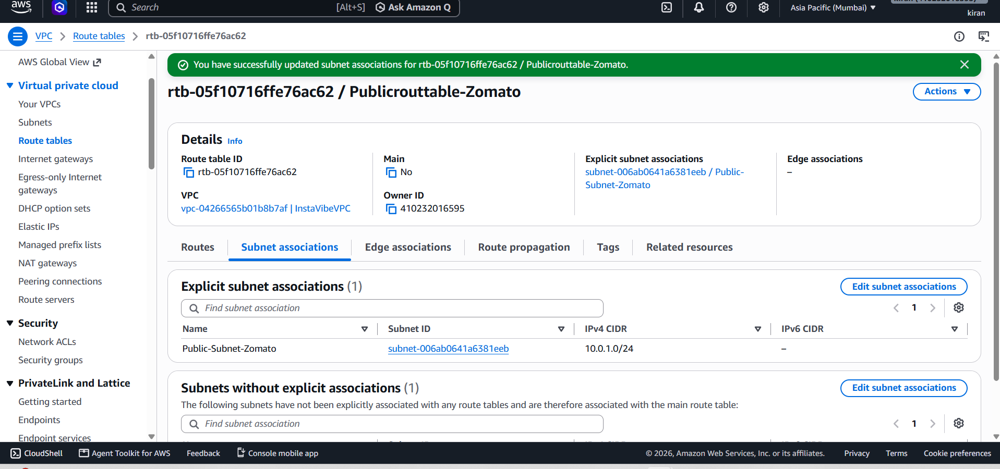 aws
Search
[Alt+S]
Ask Amazon Q
Asia Pacific (Mumbai)
kiran
VPC
Route tables
rtb-05f10716ffe76ac62
AWS Global View
Virtual private cloud
Your VPCs
Subnets
Route tables
Internet gateways
Egress-only Internet
gateways
DHCP option sets
Elastic IPs
Managed prefix lists
NAT gateways
Peering connections
Route servers
Security
Network ACLs
Security groups
PrivateLink and Lattice
Getting started
Endpoints
Endpoint services
You have successfully updated subnet associations for rtb-05f10716ffe76ac62 / Publicrouttable-Zomato.
rtb-05f10716ffe76ac62 / Publicrouttable-Zomato
Actions
Details Info
Route table ID
rtb-05f10716ffe76ac62
VPC
vpc-04266565b01b8b7af | InstaVibeVPC
Main
No
Owner ID
410232016595
Explicit subnet associations
subnet-006ab0641a6381eeb / Public-
Subnet-Zomato
Edge associations
–
Routes
Subnet associations
Edge associations
Route propagation
Tags
Related resources
Explicit subnet associations (1)
Edit subnet associations
Find subnet association
1
Name
Subnet ID
IPv4 CIDR
IPv6 CIDR
Public-Subnet-Zomato
subnet-006ab0641a6381eeb
10.0.1.0/24
–
Subnets without explicit associations (1)
Edit subnet associations
The following subnets have not been explicitly associated with any route tables and are therefore associated with the main route table:
Find subnet association
1
CloudShell
Agent Toolkit for AWS
Feedback
Console mobile app
© 2026, Amazon Web Services, Inc. or its affiliates.
Privacy
Terms
Cookie preferences